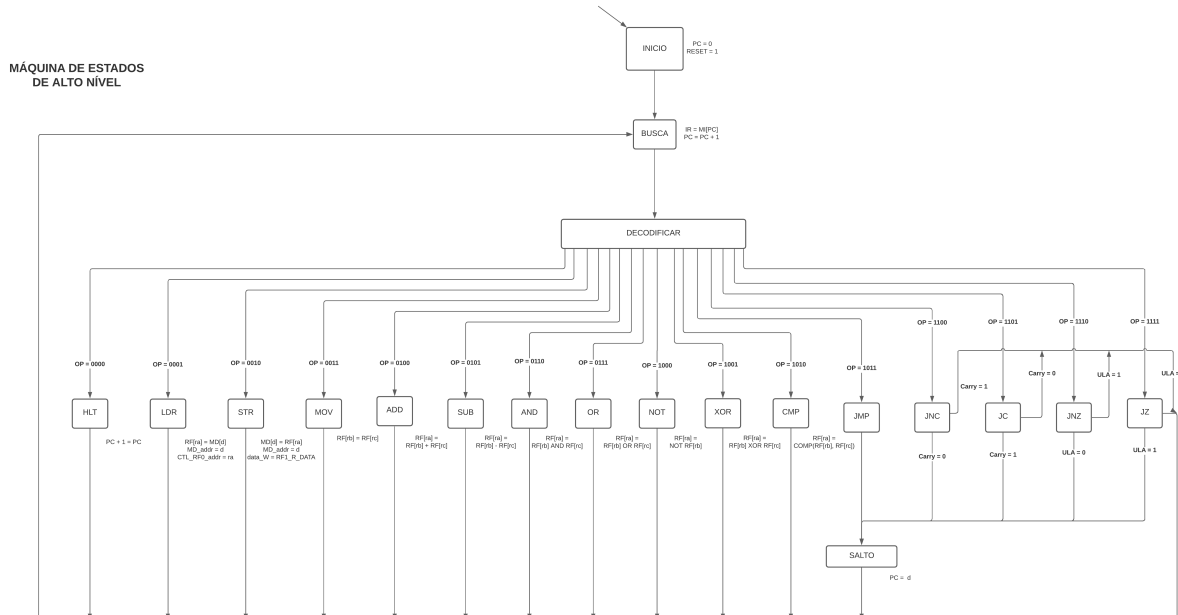 MÁQUINA DE ESTADOS
DE ALTO NÍVEL
INICIO
PC = 0
RESET = 1
BUSCA
IR = MI[PC]
PC = PC + 1
DECODIFICAR
OP = 0000
OP = 0001
OP = 0010
OP = 0011
OP = 0100
OP = 0101
OP = 0110
OP = 0111
OP = 1000
OP = 1001
OP = 1010
OP = 1011
OP = 1100
OP = 1101
OP = 1110
OP = 1111
Carry = 1
Carry = 0
ULA = 1
ULA =
HLT
LDR
STR
MOV
ADD
SUB
AND
OR
NOT
XOR
CMP
JMP
JNC
JC
JNZ
JZ
PC + 1 = PC
RF[ra] = MD[d]
MD_addr = d
CTL_RF0_addr = ra
MD[d] = RF[ra]
MD_addr = d
data_W = RF1_R_DATA
RF[rb] = RF[rc]
RF[ra] =
RF[rb] + RF[rc]
RF[ra] =
RF[rb] - RF[rc]
RF[ra] =
RF[rb] AND RF[rc]
RF[ra] =
RF[rb] OR RF[rc]
RF[ra] =
NOT RF[rb]
RF[ra] =
RF[rb] XOR RF[rc]
RF[ra] =
COMP(RF[rb], RF[rc])
Carry = 0
Carry = 1
ULA = 0
ULA = 1
SALTO
PC = d